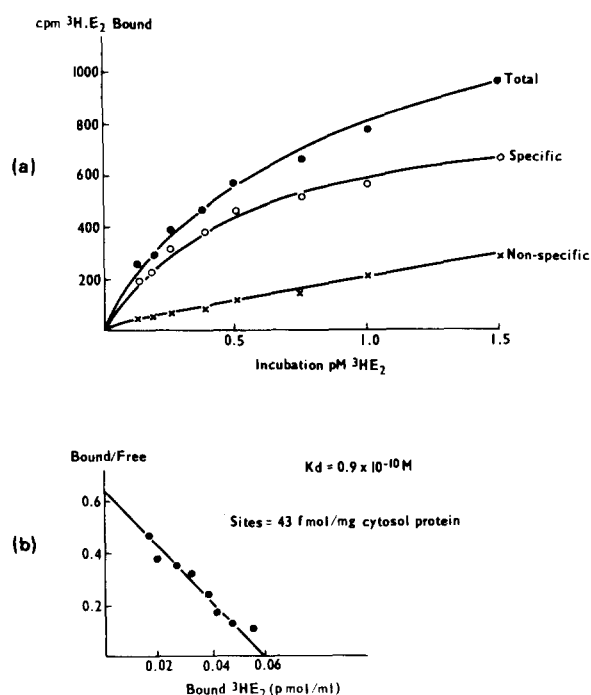 cpm ³H.E₂ Bound
1000
800
600
400
200
(a)
Total
Specific
Non-specific
0.5
1.0
1.5
Incubation pM ³HE₂
Bound/Free
Kd = 0.9 x 10⁻¹⁰M
Sites = 43 fmol/mg cytosol protein
0.6
0.4
0.2
(b)
0.02
0.04
0.06
Bound ³HE₂ (pmol/ml)